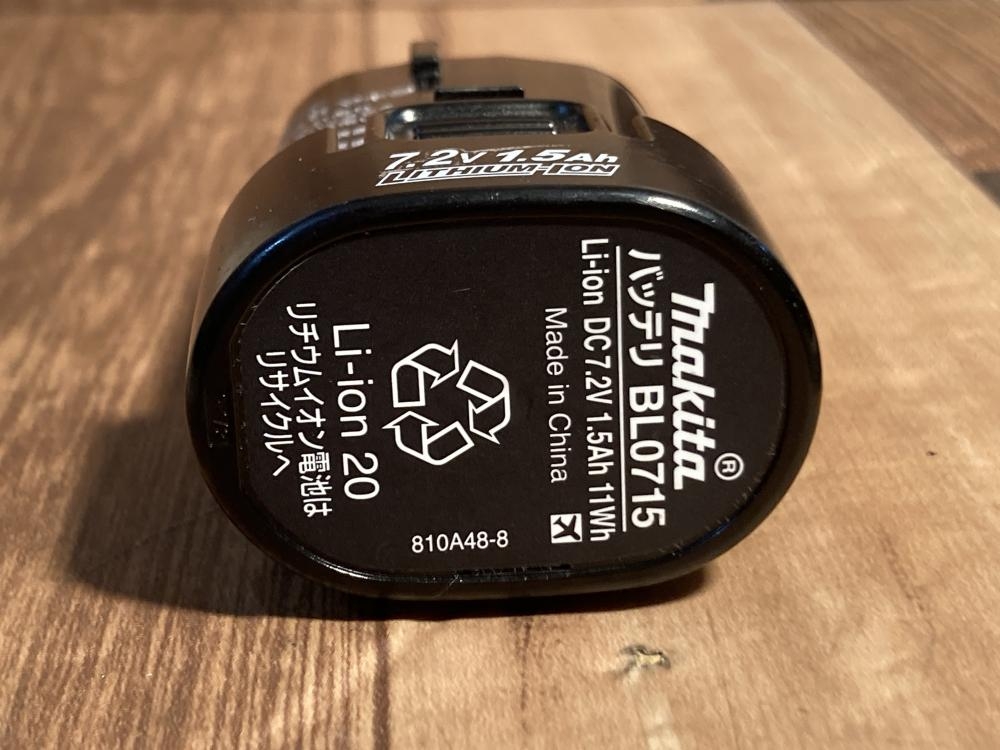 7.2V 1.5Ah
LITHIUM-ION
Makita®
バッテリ BL0715
Li-ion DC 7.2V 1.5Ah 11Wh
Made in China
Li-ion 20
リチウムイオン電池は
リサイクルへ
810A48-8